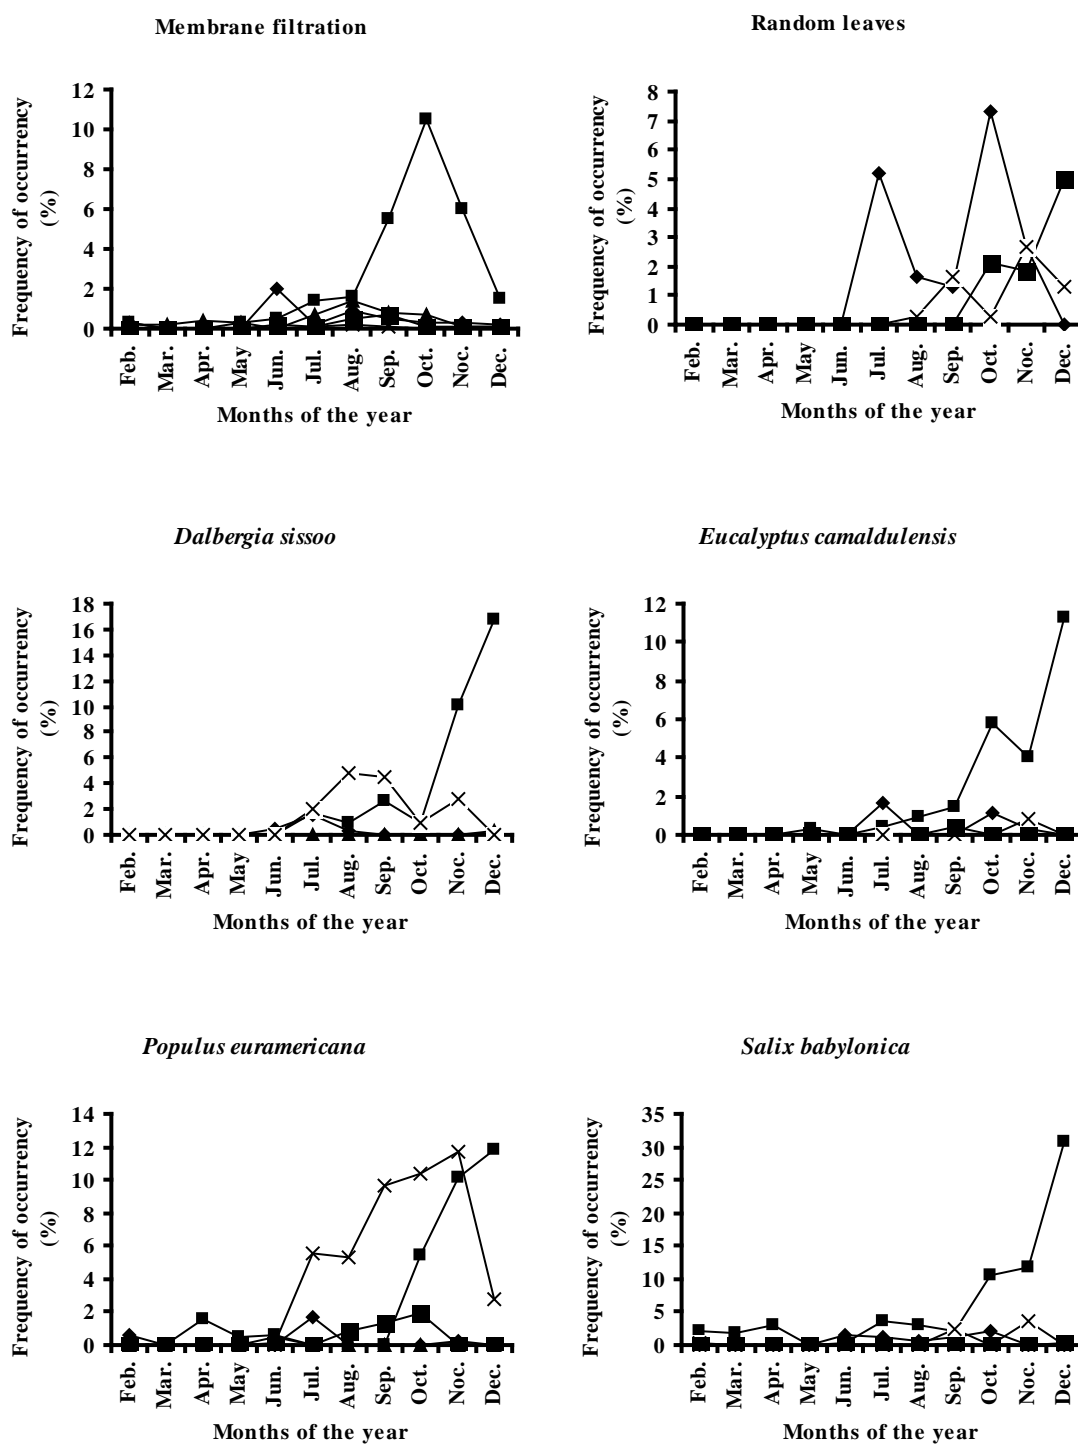 Membrane filtration
Frequency of occurrency
(%)
12
10
8
6
4
2
0
Feb.
Mar.
Apr.
May
Jun.
Jul.
Aug.
Sep.
Oct.
Noc.
Dec.
Months of the year
Random leaves
Frequency of occurrency
(%)
8
7
6
5
4
3
2
1
0
Feb.
Mar.
Apr.
May
Jun.
Jul.
Aug.
Sep.
Oct.
Noc.
Dec.
Months of the year
Dalbergia sissoo
Frequency of occurrency
(%)
18
16
14
12
10
8
6
4
2
0
Feb.
Mar.
Apr.
May
Jun.
Jul.
Aug.
Sep.
Oct.
Noc.
Dec.
Months of the year
Eucalyptus camaldulensis
Frequency of occurrency
(%)
12
10
8
6
4
2
0
Feb.
Mar.
Apr.
May
Jun.
Jul.
Aug.
Sep.
Oct.
Noc.
Dec.
Months of the year
Populus euramericana
Frequency of occurrency
(%)
14
12
10
8
6
4
2
0
Feb.
Mar.
Apr.
May
Jun.
Jul.
Aug.
Sep.
Oct.
Noc.
Dec.
Months of the year
Salix babylonica
Frequency of occurrency
(%)
35
30
25
20
15
10
5
0
Feb.
Mar.
Apr.
May
Jun.
Jul.
Aug.
Sep.
Oct.
Noc.
Dec.
Months of the year